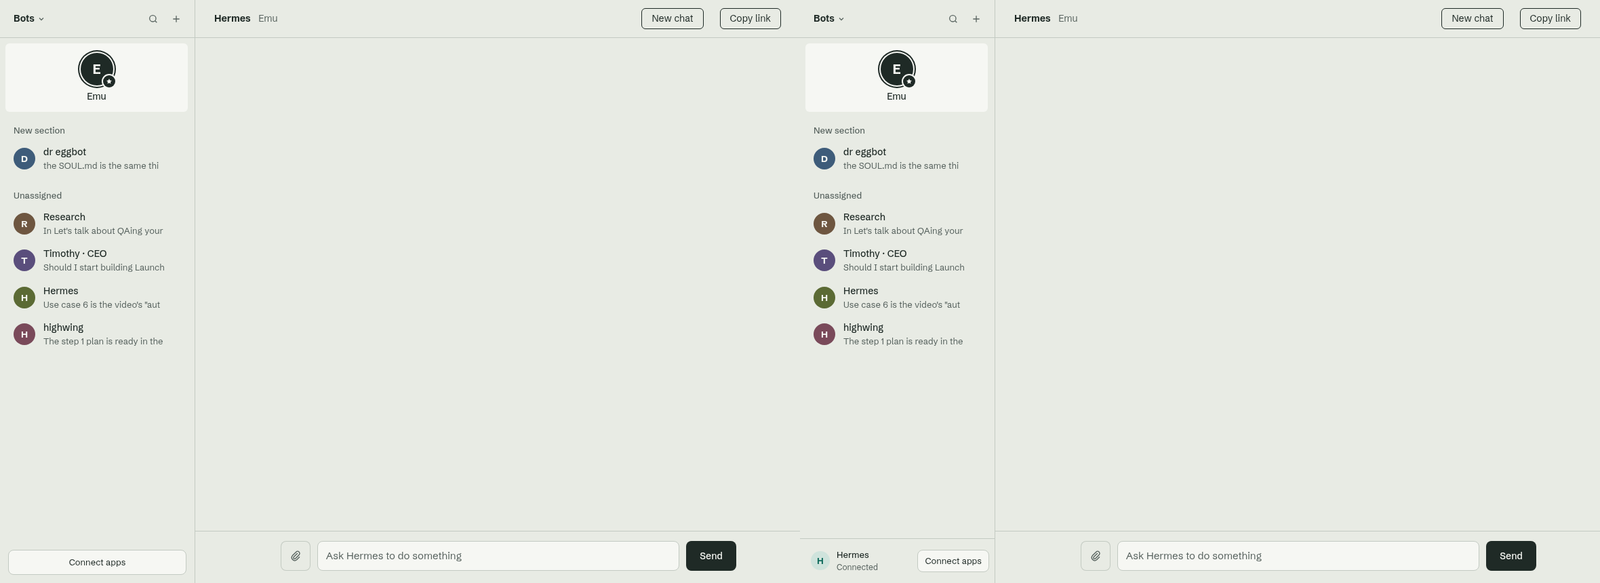 Bots
Hermes Emu
New chat
Copy link
E
Emu
New section
D
dr eggbot
the SOUL.md is the same thi
Unassigned
R
Research
In Let's talk about QAing your
T
Timothy · CEO
Should I start building Launch
H
Hermes
Use case 6 is the video's "aut
H
highwing
The step 1 plan is ready in the
Connect apps
Ask Hermes to do something
Send
Bots
Hermes Emu
New chat
Copy link
E
Emu
New section
D
dr eggbot
the SOUL.md is the same thi
Unassigned
R
Research
In Let's talk about QAing your
T
Timothy · CEO
Should I start building Launch
H
Hermes
Use case 6 is the video's "aut
H
highwing
The step 1 plan is ready in the
H
Hermes
Connected
Connect apps
Ask Hermes to do something
Send